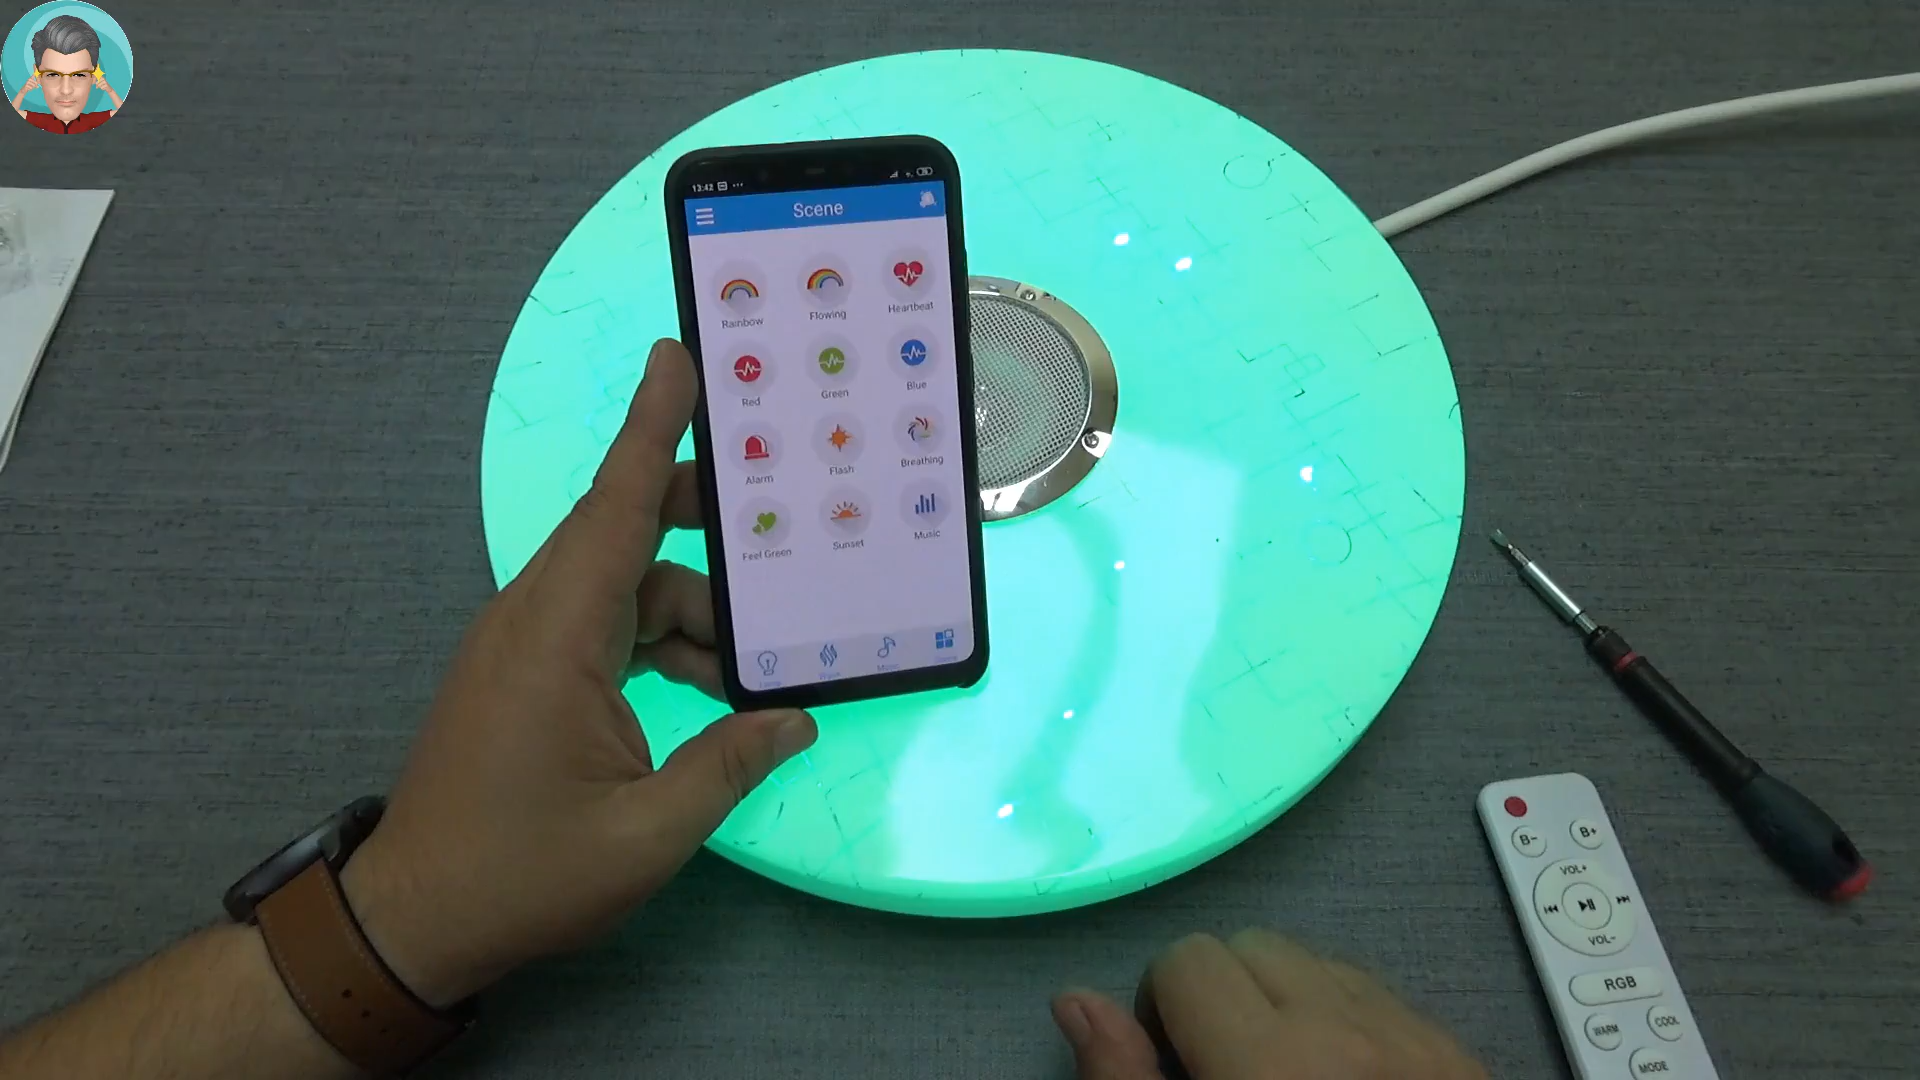 13:42
Scene
Rainbow
Flowing
Heartbeat
Red
Green
Blue
Alarm
Flash
Breathing
Feel Green
Sunset
Music
Music
B-
B+
VOL+
VOL-
RGB
WARM
COOL
MODE